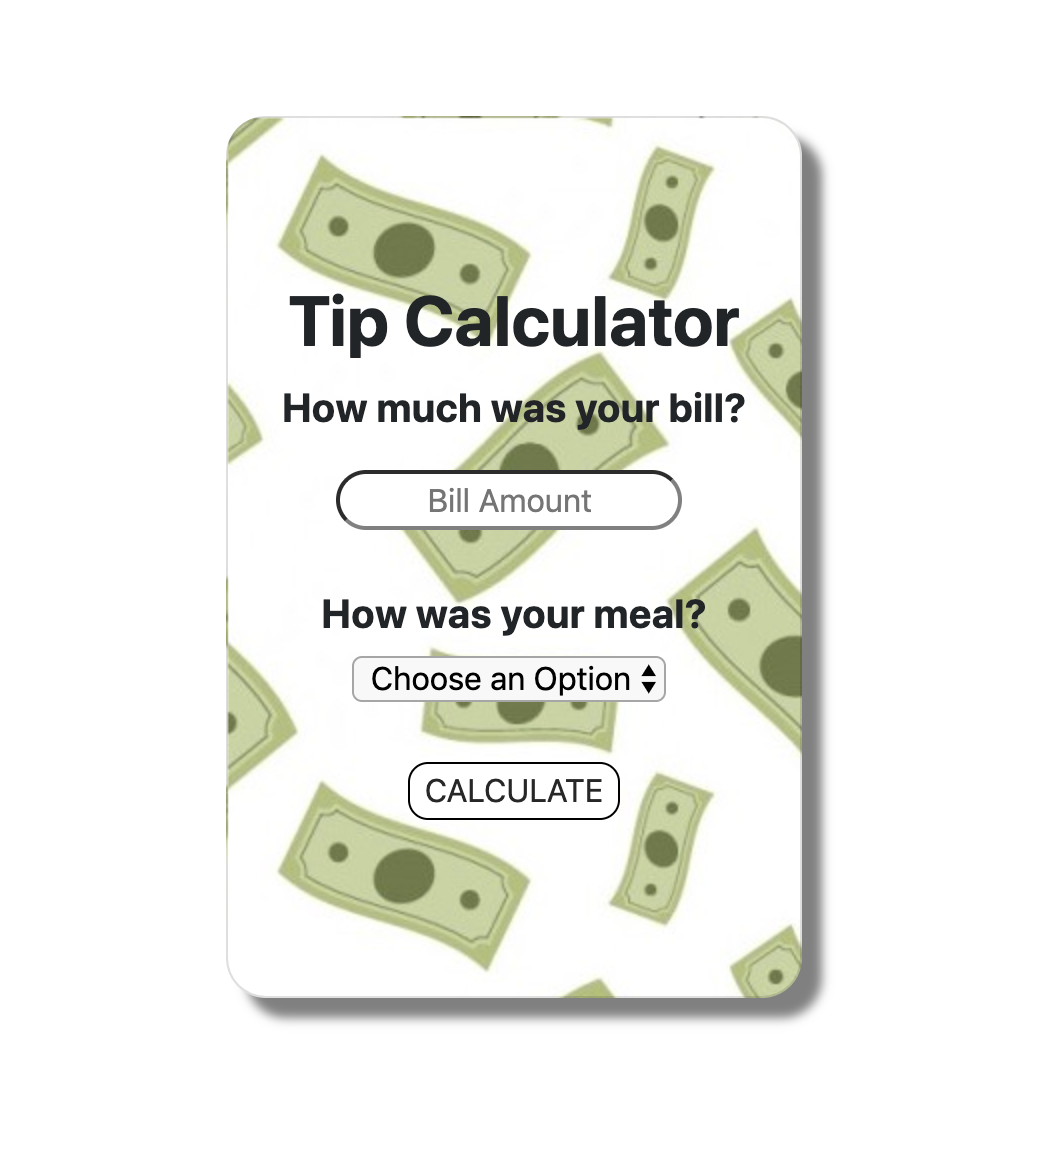 Tip Calculator
How much was your bill?
Bill Amount
How was your meal?
Choose an Option
CALCULATE